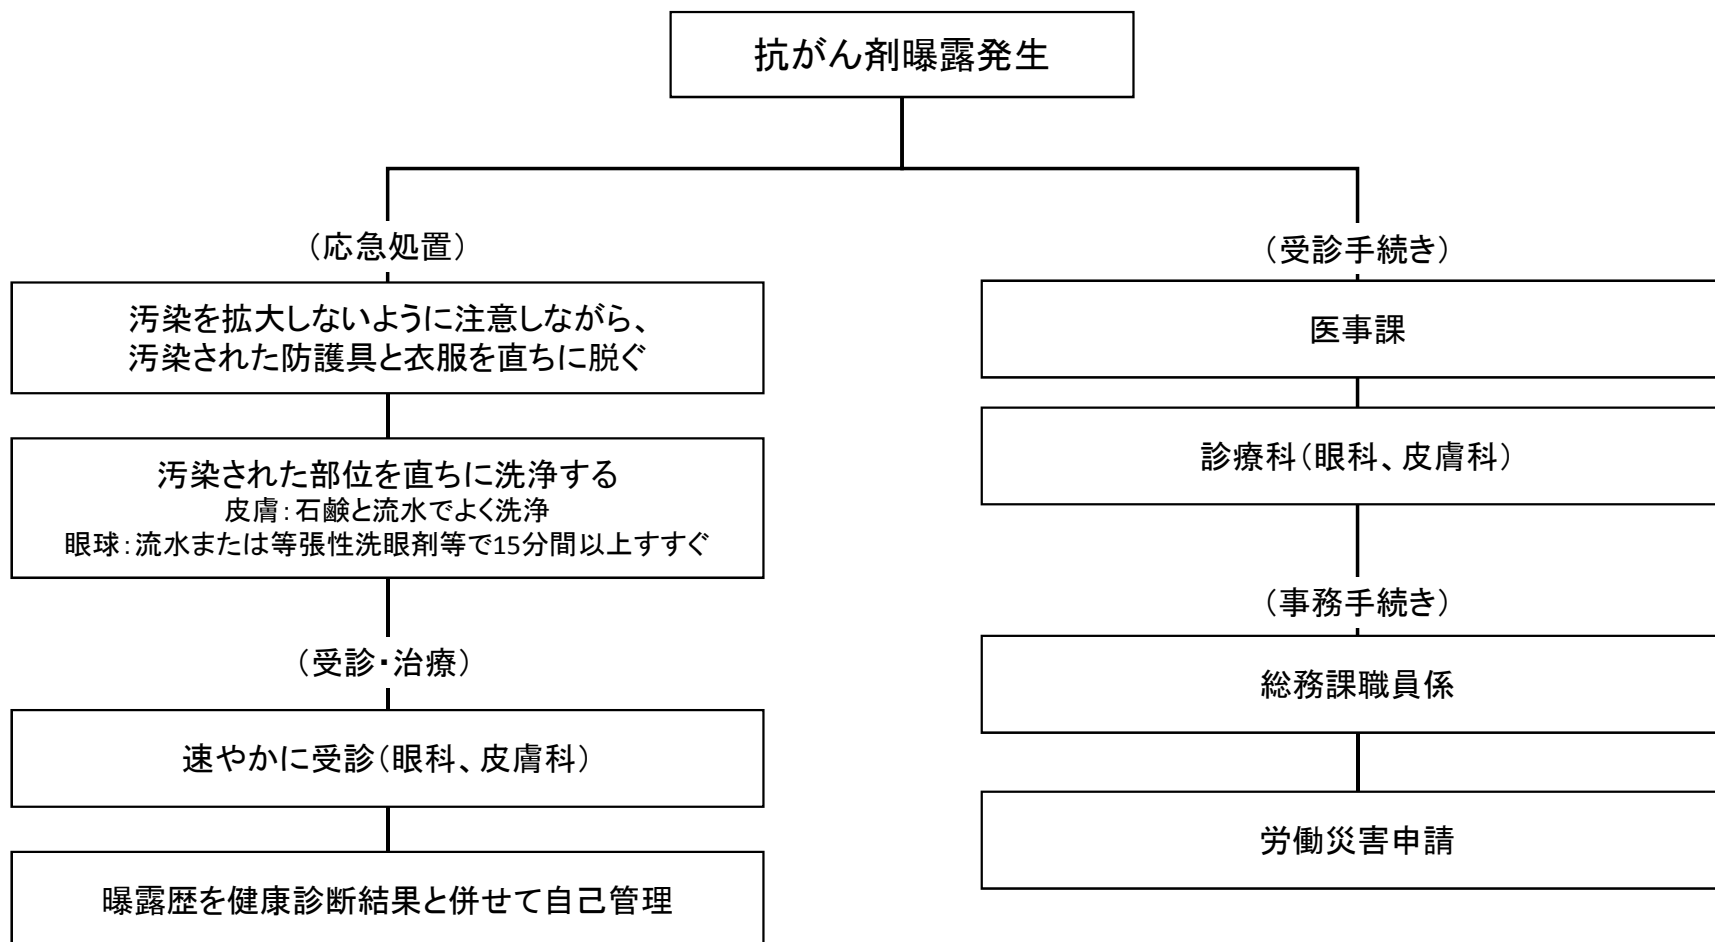 抗がん剤曝露発生
（応急処置）
汚染を拡大しないように注意しながら、
汚染された防護具と衣服を直ちに脱ぐ
汚染された部位を直ちに洗浄する
皮膚：石鹸と流水でよく洗浄
眼球：流水または等張性洗眼剤等で15分間以上すすぐ
（受診・治療）
速やかに受診（眼科、皮膚科）
曝露歴を健康診断結果と併せて自己管理
（受診手続き）
医事課
診療科（眼科、皮膚科）
（事務手続き）
総務課職員係
労働災害申請